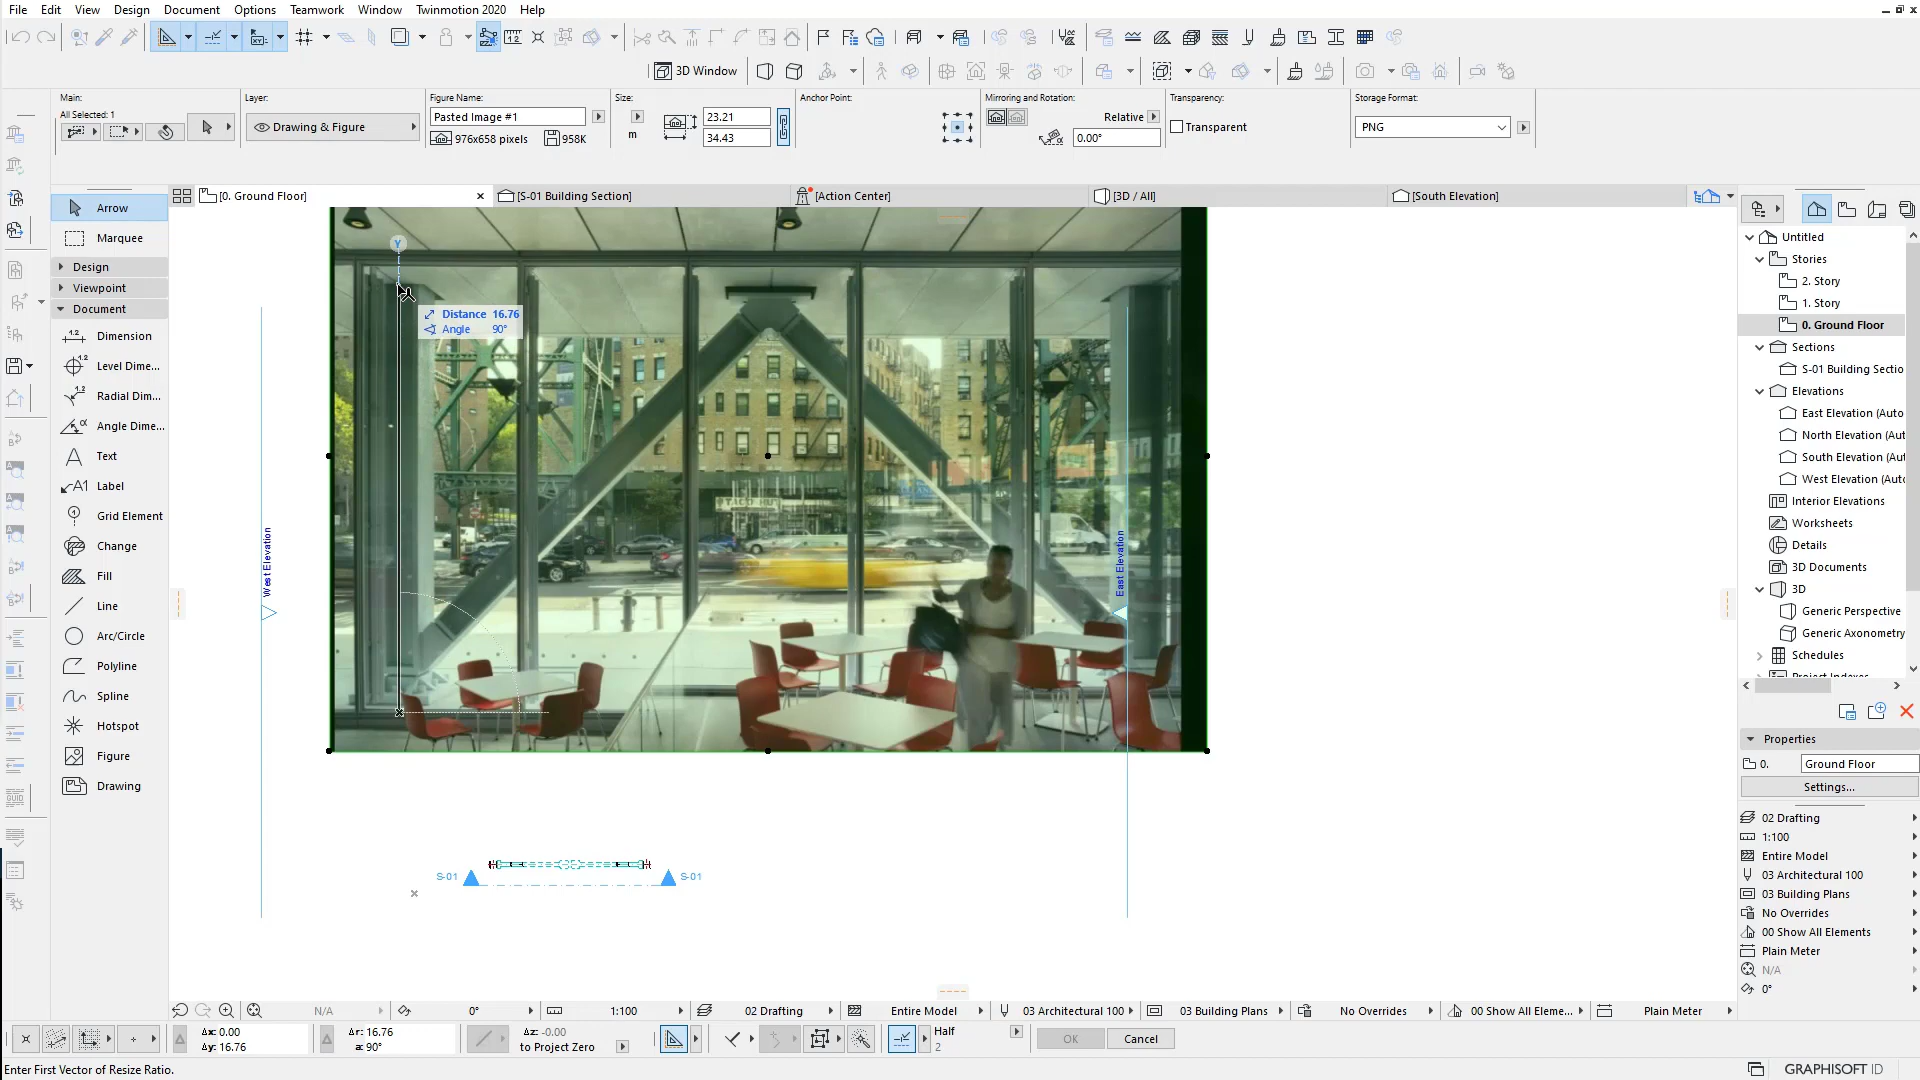 File Edit View Design Document Options Teamwork Window Twinmotion 2020 Help
3D Window
Main: Layer: Figure Name: Size: Anchor Point: Mirroring and Rotation: Transparency: Storage Format:
All Selected: 1
Drawing & Figure
Pasted Image #1
976x658 pixels 958K
m
23.21
34.43
Relative
0.00°
Transparent
PNG
[0. Ground Floor] [S-01 Building Section] [Action Center] [3D / All] [South Elevation]
Arrow
Marquee
Design
Viewpoint
Document
Dimension
Level Dime...
Radial Dim...
Angle Dime...
Text
Label
Grid Element
Change
Fill
Line
Arc/Circle
Polyline
Spline
Hotspot
Figure
Drawing
Y
Distance 16.76
Angle 90°
West Elevation
East Elevation
S-01 S-01
Untitled
Stories
2. Story
1. Story
0. Ground Floor
Sections
S-01 Building Sectio
Elevations
East Elevation (Auto
North Elevation (Aut
South Elevation (Aut
West Elevation (Auto
Interior Elevations
Worksheets
Details
3D Documents
3D
Generic Perspective
Generic Axonometry
Schedules
Properties
0. Ground Floor
Settings...
02 Drafting
1:100
Entire Model
03 Architectural 100
03 Building Plans
No Overrides
00 Show All Elements
Plain Meter
N/A
0°
N/A 0° 1:100 02 Drafting Entire Model 03 Architectural 100 03 Building Plans No Overrides 00 Show All Eleme... Plain Meter
Δx: 0.00 Δr: 16.76 Δz: -0.00 Half
Δy: 16.76 a: 90° to Project Zero 2
OK Cancel
Enter First Vector of Resize Ratio. GRAPHISOFT ID